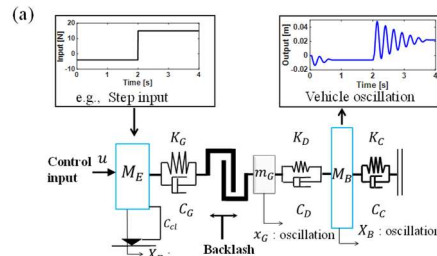 (a)
Input [N]
20
10
0
-10
0 1 2 3 4
Time [s]
e.g., Step input
Output [m]
0.04
0.02
0
-0.02
0 1 2 3 4
Time [s]
Vehicle oscillation
Control
input
u
M_E
K_G
C_G
C_cl
Backlash
m_G
K_D
C_D
M_B
K_C
C_C
x_G : oscillation
X_B : oscillation